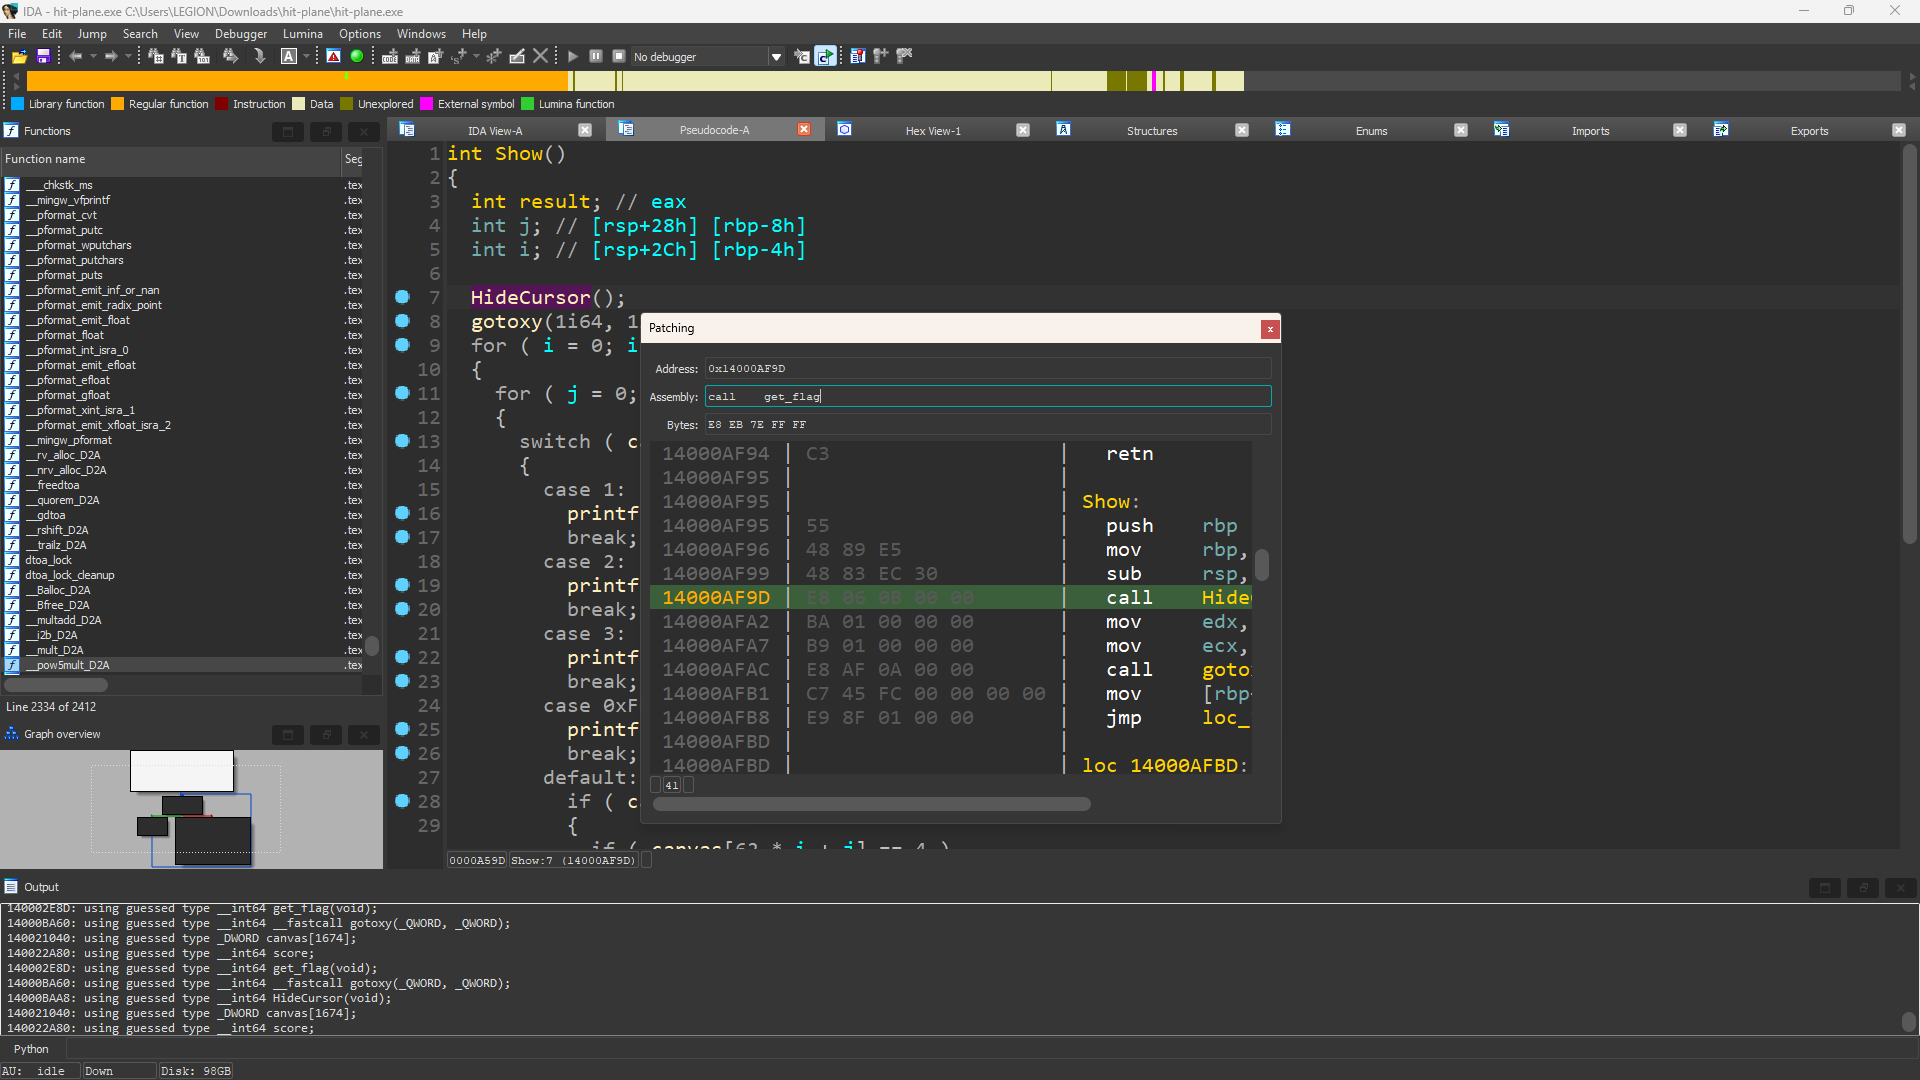 IDA - hit-plane.exe C:\Users\LEGION\Downloads\hit-plane\hit-plane.exe
File Edit Jump Search View Debugger Lumina Options Windows Help
No debugger
Library function Regular function Instruction Data Unexplored External symbol Lumina function
Functions
Function name Seg
___chkstk_ms .tex
__mingw_vfprintf .tex
__pformat_cvt .tex
__pformat_putc .tex
__pformat_wputchars .tex
__pformat_putchars .tex
__pformat_puts .tex
__pformat_emit_inf_or_nan .tex
__pformat_emit_radix_point .tex
__pformat_emit_float .tex
__pformat_float .tex
__pformat_int_isra_0 .tex
__pformat_emit_efloat .tex
__pformat_efloat .tex
__pformat_gfloat .tex
__pformat_xint_isra_1 .tex
__pformat_emit_xfloat_isra_2 .tex
__mingw_pformat .tex
__rv_alloc_D2A .tex
__nrv_alloc_D2A .tex
__freedtoa .tex
__quorem_D2A .tex
__gdtoa .tex
__rshift_D2A .tex
__trailz_D2A .tex
dtoa_lock .tex
dtoa_lock_cleanup .tex
__Balloc_D2A .tex
__Bfree_D2A .tex
__multadd_D2A .tex
__i2b_D2A .tex
__mult_D2A .tex
__pow5mult_D2A .tex
Line 2334 of 2412
Graph overview
IDA View-A Pseudocode-A Hex View-1 Structures Enums Imports Exports
1 int Show()
2 {
3 int result; // eax
4 int j; // [rsp+28h] [rbp-8h]
5 int i; // [rsp+2Ch] [rbp-4h]
6
7 HideCursor();
8 gotoxy(1i64, 1
9 for ( i = 0; i
10 {
11 for ( j = 0;
12 {
13 switch ( c
14 {
15 case 1:
16 printf
17 break;
18 case 2:
19 printf
20 break;
21 case 3:
22 printf
23 break;
24 case 0xF
25 printf
26 break;
27 default:
28 if ( c
29 {
if ( canvas[62 * i + j] == 4 )
0000A59D Show:7 (14000AF9D)
Patching
Address: 0x14000AF9D
Assembly: call get_flag
Bytes: E8 EB 7E FF FF
14000AF94 | C3 | retn
14000AF95 | |
14000AF95 | | Show:
14000AF95 | 55 | push rbp
14000AF96 | 48 89 E5 | mov rbp,
14000AF99 | 48 83 EC 30 | sub rsp,
14000AF9D | E8 06 0B 00 00 | call Hide
14000AFA2 | BA 01 00 00 00 | mov edx,
14000AFA7 | B9 01 00 00 00 | mov ecx,
14000AFAC | E8 AF 0A 00 00 | call goto
14000AFB1 | C7 45 FC 00 00 00 00 | mov [rbp-
14000AFB8 | E9 8F 01 00 00 | jmp loc_
14000AFBD | |
14000AFBD | | loc_14000AFBD:
41
Output
140002E8D: using guessed type __int64 get_flag(void);
14000BA60: using guessed type __int64 __fastcall gotoxy(_QWORD, _QWORD);
140021040: using guessed type _DWORD canvas[1674];
140022A80: using guessed type __int64 score;
140002E8D: using guessed type __int64 get_flag(void);
14000BA60: using guessed type __int64 __fastcall gotoxy(_QWORD, _QWORD);
14000BAA8: using guessed type __int64 HideCursor(void);
140021040: using guessed type _DWORD canvas[1674];
140022A80: using guessed type __int64 score;
Python
AU: idle Down Disk: 98GB